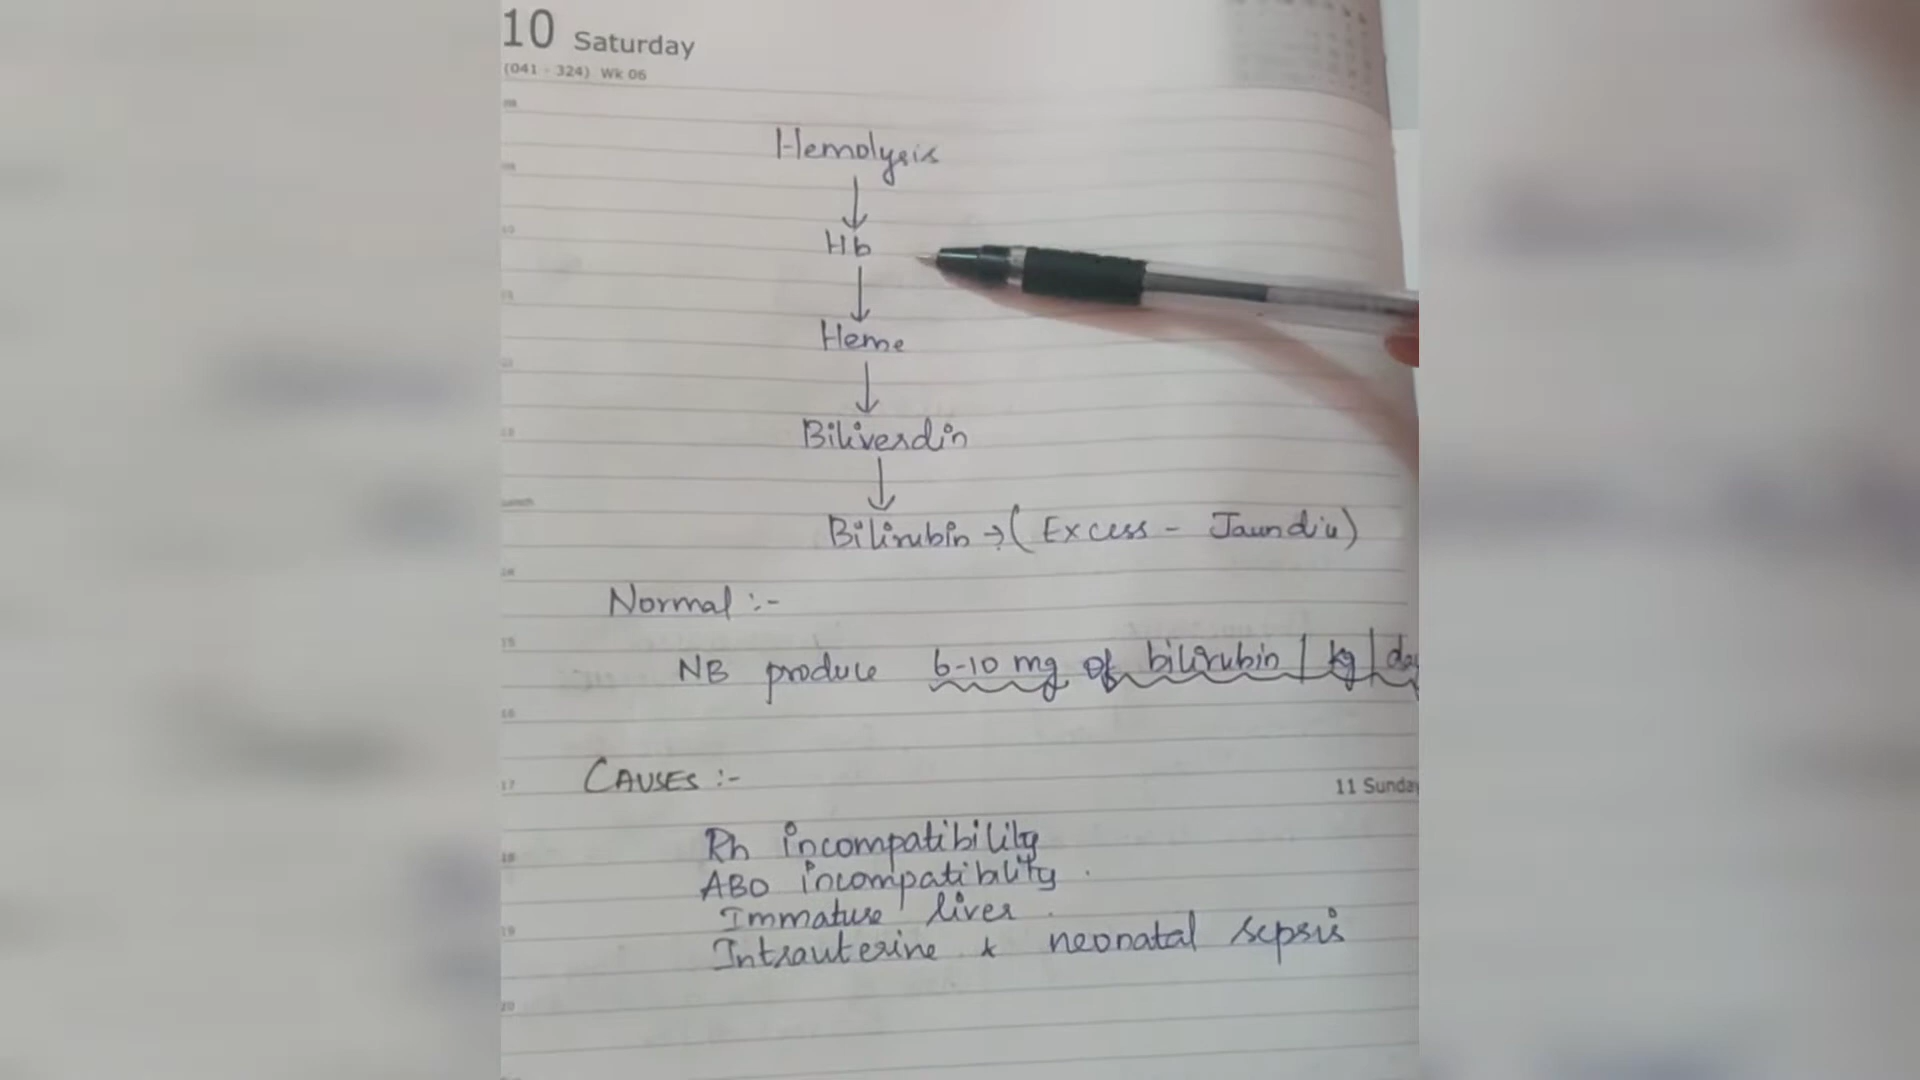 10 Saturday
(041 - 324) Wk 06
Hemolysis
↓
Hb
↓
Heme
↓
Biliverdin
↓
Bilirubin → (Excess - Jaundice)
Normal :-
NB produce 6-10 mg of bilirubin / kg / da
CAUSES :-
11 Sunday
Rh incompatibility
ABO incompatibility
Immature liver
Intrauterine & neonatal sepsis